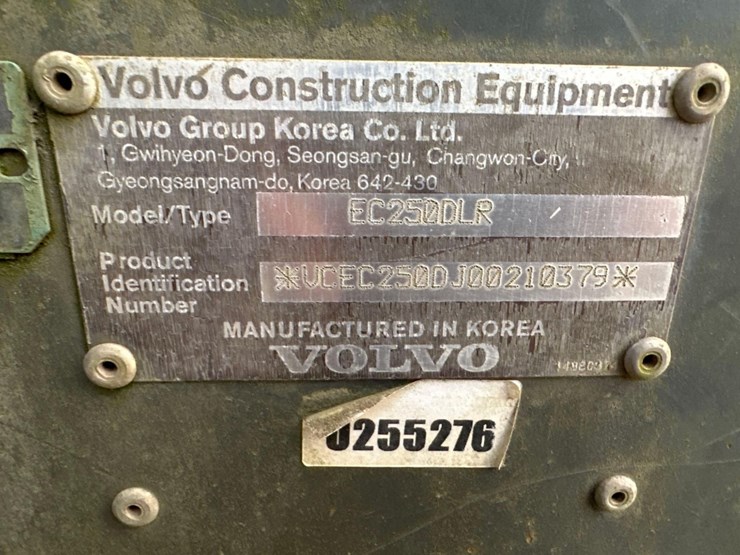 Volvo Construction Equipment
Volvo Group Korea Co. Ltd.
1, Gwihyeon-Dong, Seongsan-gu, Changwon-City,
Gyeongsangnam-do, Korea 642-430
Model/Type EC250DLR
Product
Identification
Number
*VCEC250DJ00210379*
MANUFACTURED IN KOREA
VOLVO
0255276